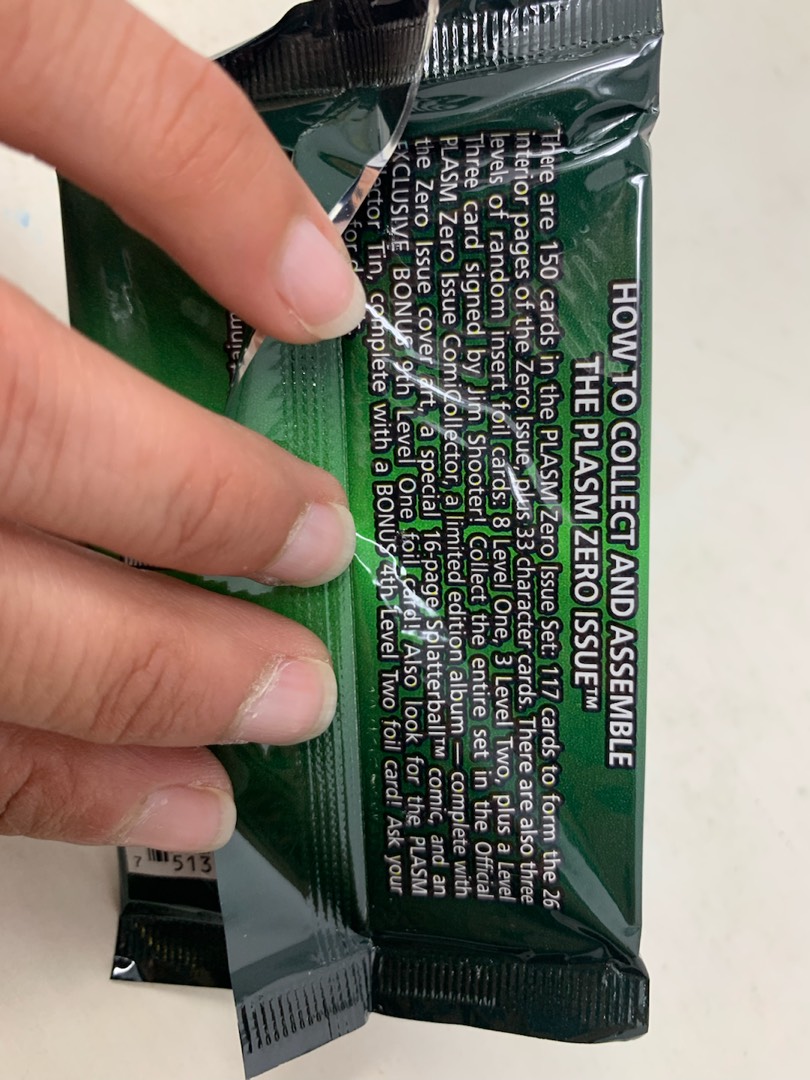 HOW TO COLLECT AND ASSEMBLE
THE PLASM ZERO ISSUE™
There are 150 cards in the PLASM Zero Issue Set: 117 cards to form the 26
interior pages of the Zero Issue, plus 33 character cards. There are also three
levels of random insert foil cards: 8 Level One, 3 Level Two, plus a Level
Three card signed by Jim Shooter! Collect the entire set in the Official
PLASM Zero Issue ComiCollector, a limited edition album — complete with
the Zero Issue cover art, a special 16-page Splatterball™ comic, and an
EXCLUSIVE BONUS 9th Level One foil card! Also look for the PLASM
Tin, complete with a BONUS 4th Level Two foil card! Ask your
for
7 513